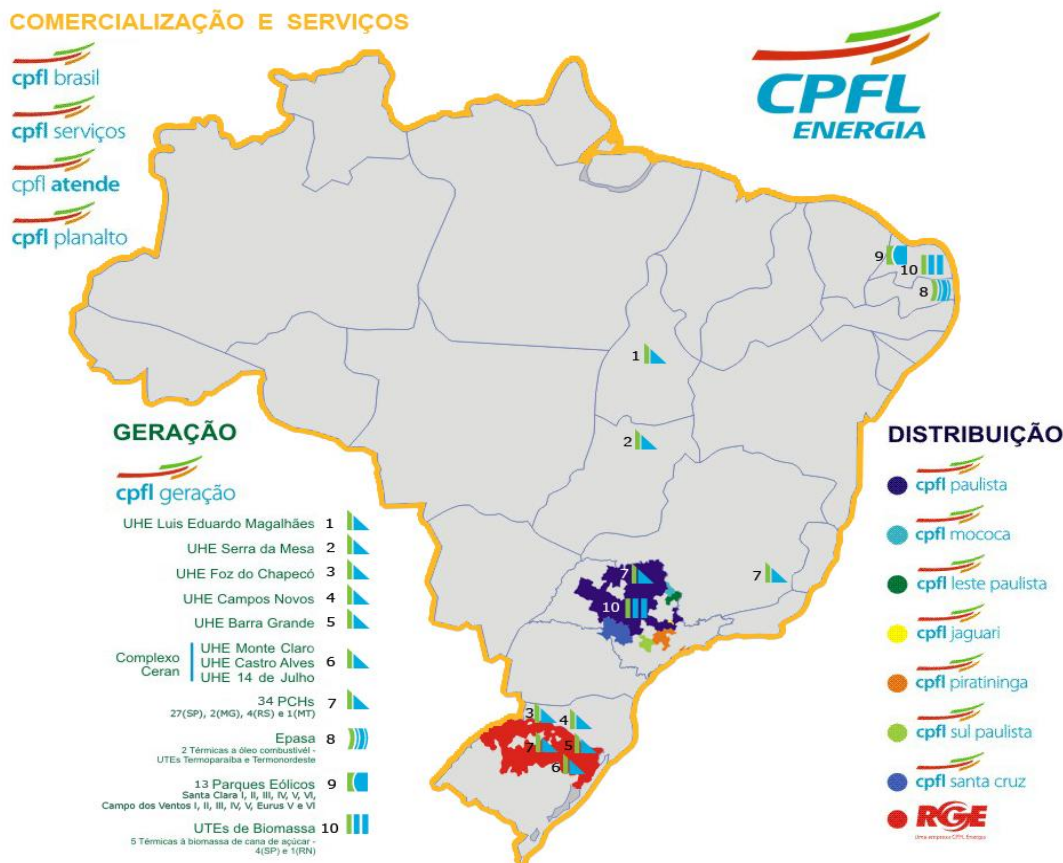 COMERCIALIZAÇÃO E SERVIÇOS
cpfl brasil
cpfl serviços
cpfl atende
cpfl planalto
CPFL
ENERGIA
9
10
8
1
2
7
7
10
3
4
7
5
6
GERAÇÃO
cpfl geração
UHE Luis Eduardo Magalhães 1
UHE Serra da Mesa 2
UHE Foz do Chapecó 3
UHE Campos Novos 4
UHE Barra Grande 5
Complexo Ceran
UHE Monte Claro
UHE Castro Alves 6
UHE 14 de Julho
34 PCHs 7
27(SP), 2(MG), 4(RS) e 1(MT)
Epasa 8
2 Térmicas a óleo combustivél -
UTEs Termoparaíba e Termonordeste
13 Parques Eólicos 9
Santa Clara I, II, III, IV, V, VI,
Campo dos Ventos I, II, III, IV, V, Eurus V e VI
UTEs de Biomassa 10
5 Térmicas à biomassa de cana de açúcar -
4(SP) e 1(RN)
DISTRIBUIÇÃO
cpfl paulista
cpfl mococa
cpfl leste paulista
cpfl jaguari
cpfl piratininga
cpfl sul paulista
cpfl santa cruz
RGE
Uma empresa CPFL Energia